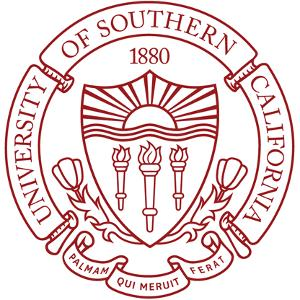 UNIVERSITY OF SOUTHERN CALIFORNIA
1880
PALMAM QUI MERUIT FERAT